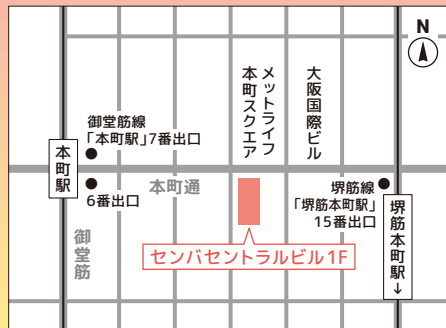 N
御堂筋線
「本町駅」7番出口
本町駅
6番出口
本町通
御堂筋
メットライフ
本町スクエア
大阪国際ビル
堺筋線
「堺筋本町駅」
15番出口
堺筋本町駅↓
センバセントラルビル1F